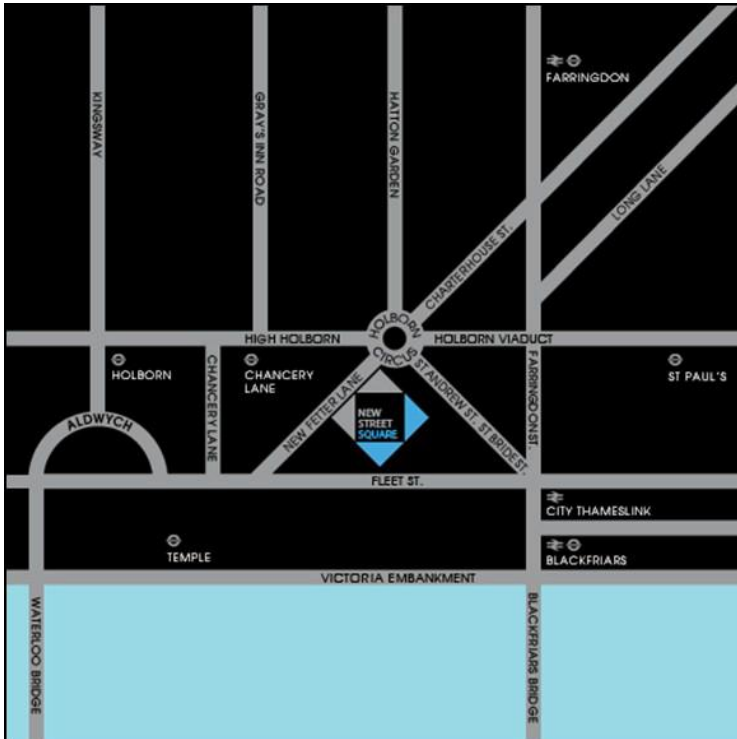 FARRINGDON
KINGSWAY
GRAY'S INN ROAD
HATTON GARDEN
LONG LANE
CHARTERHOUSE ST.
HOLBORN
CIRCUS
HIGH HOLBORN
HOLBORN VIADUCT
HOLBORN
CHANCERY LANE
CHANCERY
LANE
NEW FETTER LANE
ST ANDREW ST. ST BRIDE ST.
FARRINGDON ST.
ST PAUL'S
ALDWYCH
NEW
STREET
SQUARE
FLEET ST.
CITY THAMESLINK
TEMPLE
BLACKFRIARS
VICTORIA EMBANKMENT
WATERLOO BRIDGE
BLACKFRIARS BRIDGE